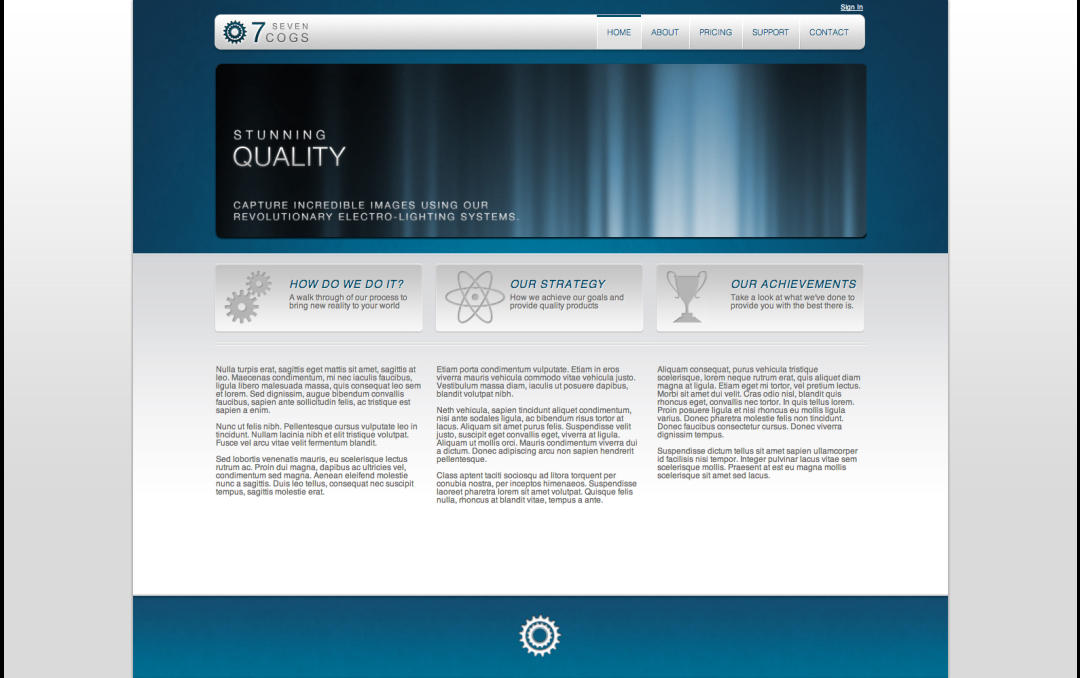 Sign In
7 SEVEN
COGS
HOME ABOUT PRICING SUPPORT CONTACT
STUNNING
QUALITY
CAPTURE INCREDIBLE IMAGES USING OUR
REVOLUTIONARY ELECTRO-LIGHTING SYSTEMS.
HOW DO WE DO IT?
A walk through of our process to
bring new reality to your world
OUR STRATEGY
How we achieve our goals and
provide quality products
OUR ACHIEVEMENTS
Take a look at what we've done to
provide you with the best there is.
Nulla turpis erat, sagittis eget mattis sit amet, sagittis at
leo. Maecenas condimentum, mi nec iaculis faucibus,
ligula libero malesuada massa, quis consequat leo sem
et lorem. Sed dignissim, augue bibendum convallis
faucibus, sapien ante sollicitudin felis, ac tristique est
sapien a enim.
Nunc ut felis nibh. Pellentesque cursus vulputate leo in
tincidunt. Nullam lacinia nibh et elit tristique volutpat.
Fusce vel arcu vitae velit fermentum blandit.
Sed lobortis venenatis mauris, eu scelerisque lectus
rutrum ac. Proin dui magna, dapibus ac ultricies vel,
condimentum sed magna. Aenean eleifend molestie
nunc a sagittis. Duis leo tellus, consequat nec suscipit
tempus, sagittis molestie erat.
Etiam porta condimentum vulputate. Etiam in eros
viverra mauris vehicula commodo vitae vehicula justo.
Vestibulum massa diam, iaculis ut posuere dapibus,
blandit volutpat nibh.
Neth vehicula, sapien tincidunt aliquet condimentum,
nisi ante sodales ligula, ac bibendum risus tortor at
lacus. Aliquam sit amet purus felis. Suspendisse velit
justo, suscipit eget convallis eget, viverra at ligula.
Aliquam ut mollis orci. Mauris condimentum viverra dui
a dictum. Donec adipiscing arcu non sapien hendrerit
pellentesque.
Class aptent taciti sociosqu ad litora torquent per
conubia nostra, per inceptos himenaeos. Suspendisse
laoreet pharetra lorem sit amet volutpat. Quisque felis
nulla, rhoncus at blandit vitae, tempus a ante.
Aliquam consequat, purus vehicula tristique
scelerisque, lorem neque rutrum erat, quis aliquet diam
magna at ligula. Etiam eget mi tortor, vel pretium lectus.
Morbi sit amet dui velit. Cras odio nisl, blandit quis
rhoncus eget, convallis nec tortor. In quis tellus lorem.
Proin posuere ligula et nisi rhoncus eu mollis ligula
varius. Donec pharetra molestie felis non tincidunt.
Donec faucibus consectetur cursus. Donec viverra
dignissim tempus.
Suspendisse dictum tellus sit amet sapien ullamcorper
id facilisis nisi tempor. Integer pulvinar lacus vitae sem
scelerisque mollis. Praesent at est eu magna mollis
scelerisque sit amet sed lacus.